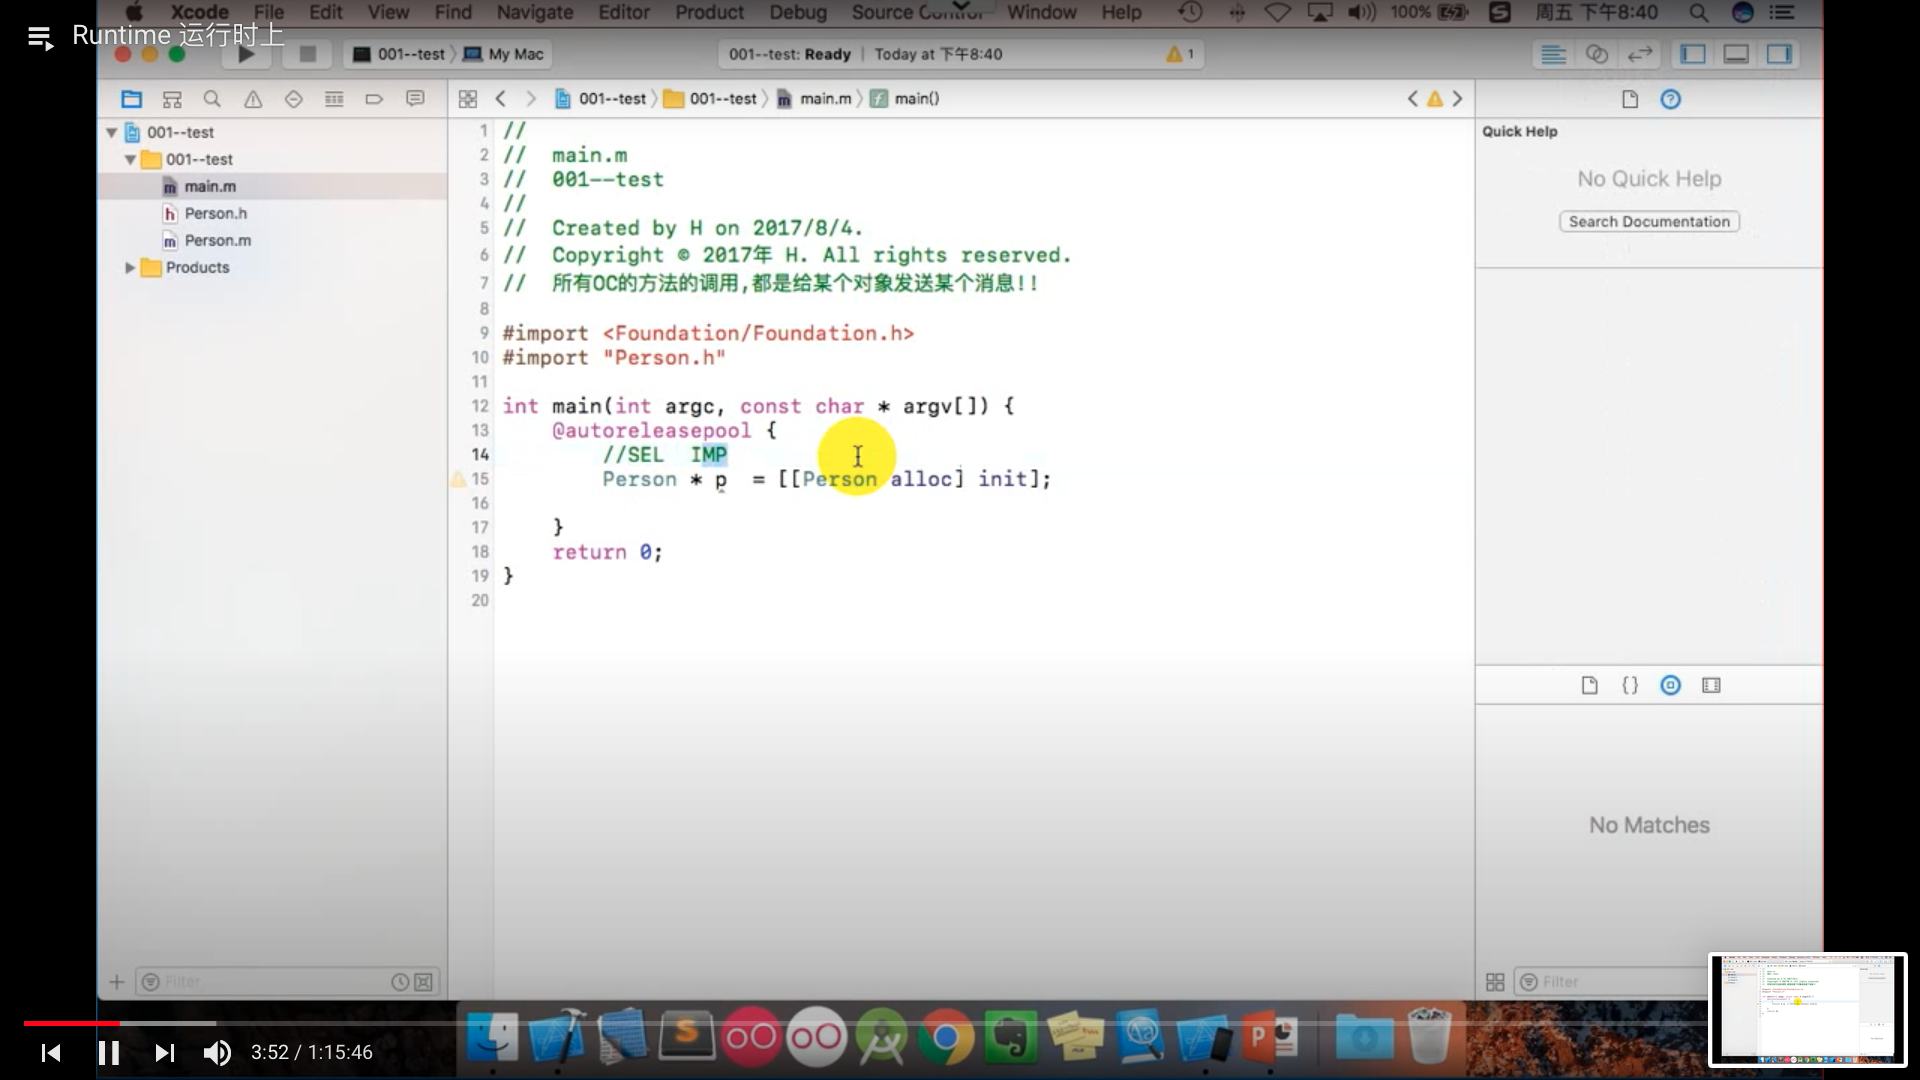 Xcode File Edit View Find Navigate Editor Product Debug Source Control Window Help 100% 周五 下午8:40
Runtime 运行时上
001--test My Mac 001--test: Ready | Today at 下午8:40 1
001--test 001--test main.m main()
001--test
001--test
main.m
Person.h
Person.m
Products
1 //
2 // main.m
3 // 001--test
4 //
5 // Created by H on 2017/8/4.
6 // Copyright © 2017年 H. All rights reserved.
7 // 所有OC的方法的调用,都是给某个对象发送某个消息!!
8
9 #import <Foundation/Foundation.h>
10 #import "Person.h"
11
12 int main(int argc, const char * argv[]) {
13 @autoreleasepool {
14 //SEL IMP
15 Person * p = [[Person alloc] init];
16
17 }
18 return 0;
19 }
20
Quick Help
No Quick Help
Search Documentation
No Matches
Filter
Filter
3:52 / 1:15:46